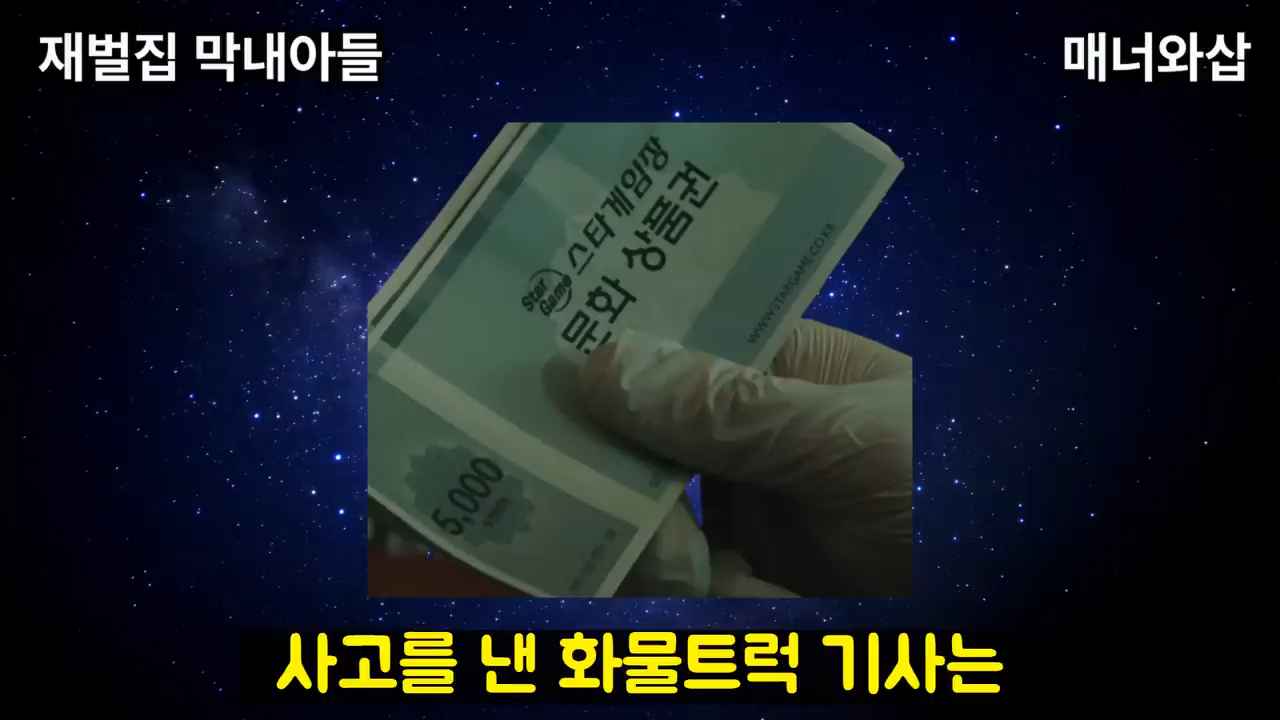 재벌집 막내아들
매너와삽
Star Game 스타게임장
문화 상품권
WWW.STARGAME.CO.KR
5,000
사고를 낸 화물트럭 기사는